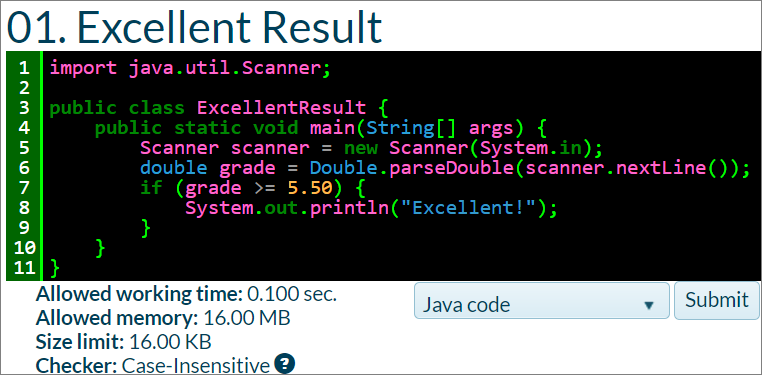 01. Excellent Result
1 import java.util.Scanner;
2
3 public class ExcellentResult {
4     public static void main(String[] args) {
5         Scanner scanner = new Scanner(System.in);
6         double grade = Double.parseDouble(scanner.nextLine());
7         if (grade >= 5.50) {
8             System.out.println("Excellent!");
9         }
10     }
11 }
Allowed working time: 0.100 sec.
Java code ▼ Submit
Allowed memory: 16.00 MB
Size limit: 16.00 KB
Checker: Case-Insensitive ?